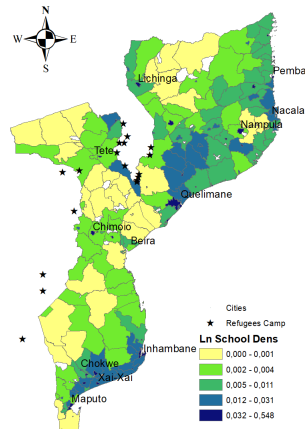 N
W E
S
Lichinga
Pemba
Nacala
Nampula
Tete
Quelimane
Chimoio
Beira
Inhambane
Chokwe
Xai-Xai
Maputo
Cities
Refugees Camp
Ln School Dens
0,000 - 0,001
0,002 - 0,004
0,005 - 0,011
0,012 - 0,031
0,032 - 0,548